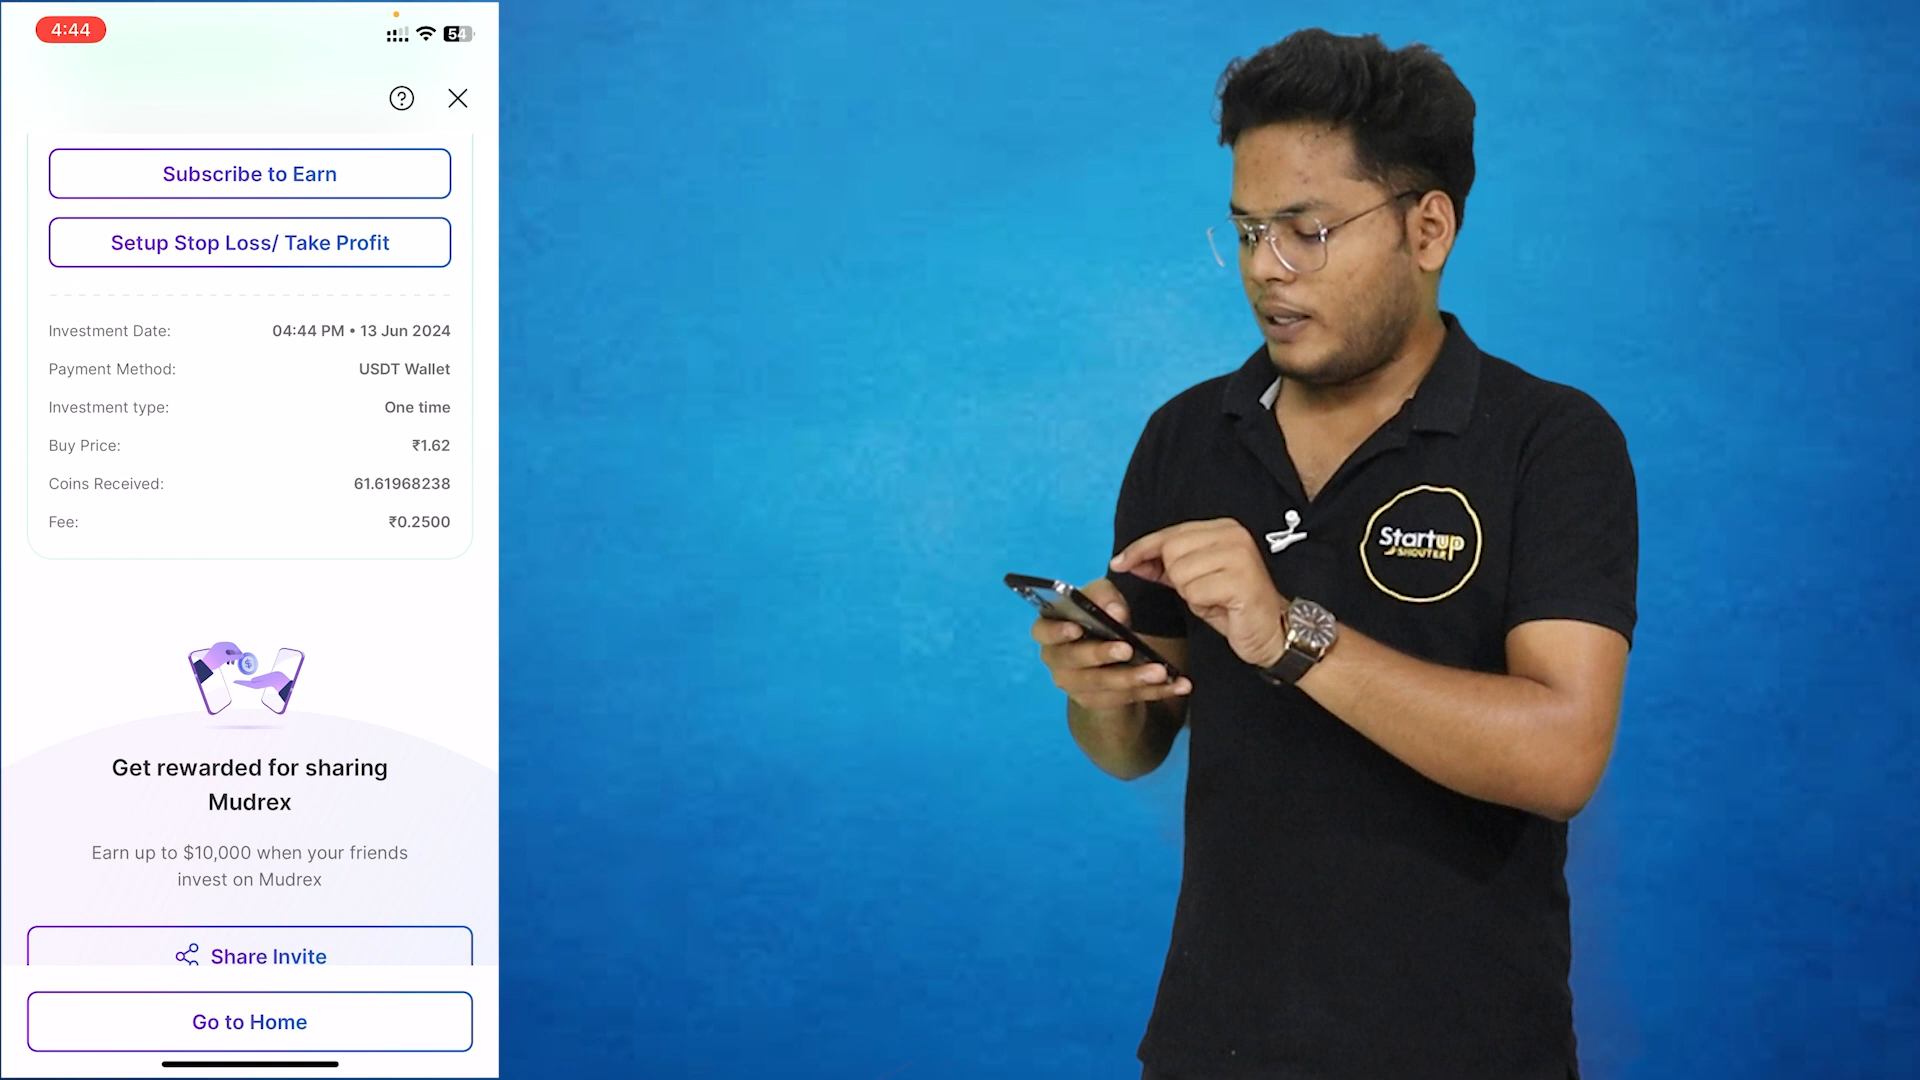 4:44
54
Subscribe to Earn
Setup Stop Loss/ Take Profit
Investment Date: 04:44 PM • 13 Jun 2024
Payment Method: USDT Wallet
Investment type: One time
Buy Price: ₹1.62
Coins Received: 61.61968238
Fee: ₹0.2500
Get rewarded for sharing
Mudrex
Earn up to $10,000 when your friends
invest on Mudrex
Share Invite
Go to Home
Startup
SHOUTER